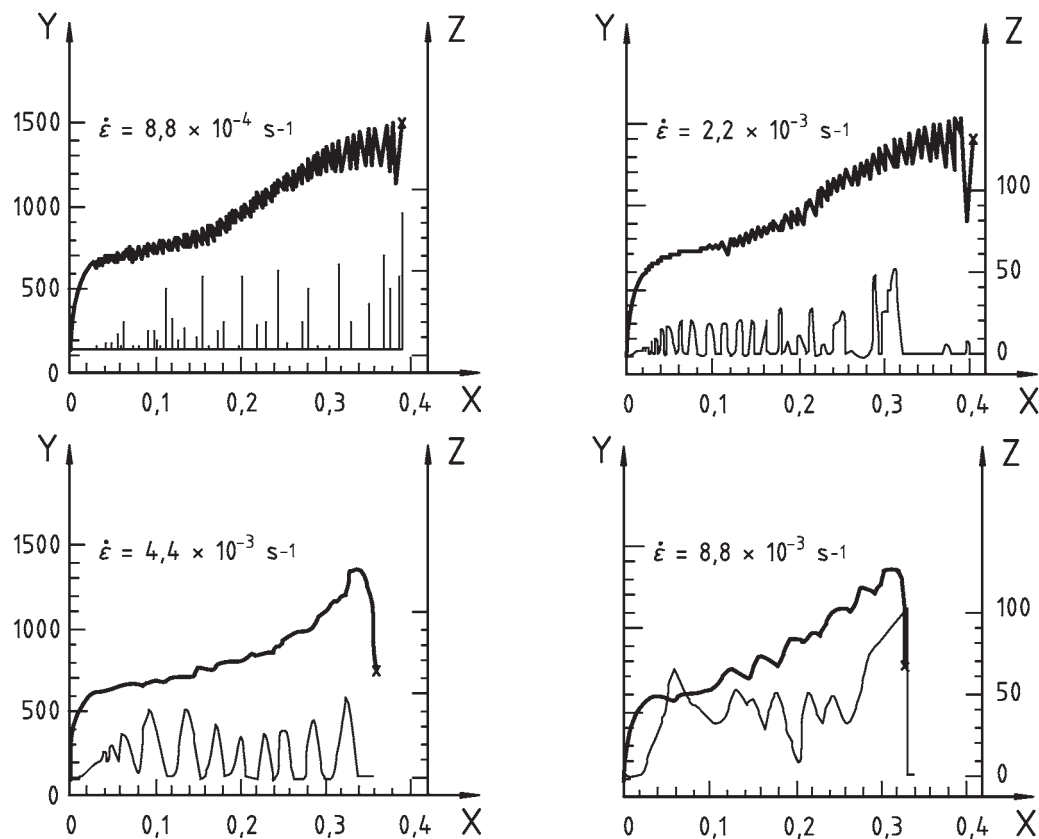 Y Z Y Z
1500 ε̇ = 8,8 × 10⁻⁴ s-1 ε̇ = 2,2 × 10⁻³ s-1
1000 100
500 50
0 0
0 0,1 0,2 0,3 0,4 X 0 0,1 0,2 0,3 0,4 X
Y Z Y Z
1500 ε̇ = 4,4 × 10⁻³ s-1 ε̇ = 8,8 × 10⁻³ s-1
1000 100
500 50
0 0
0 0,1 0,2 0,3 0,4 X 0 0,1 0,2 0,3 0,4 X